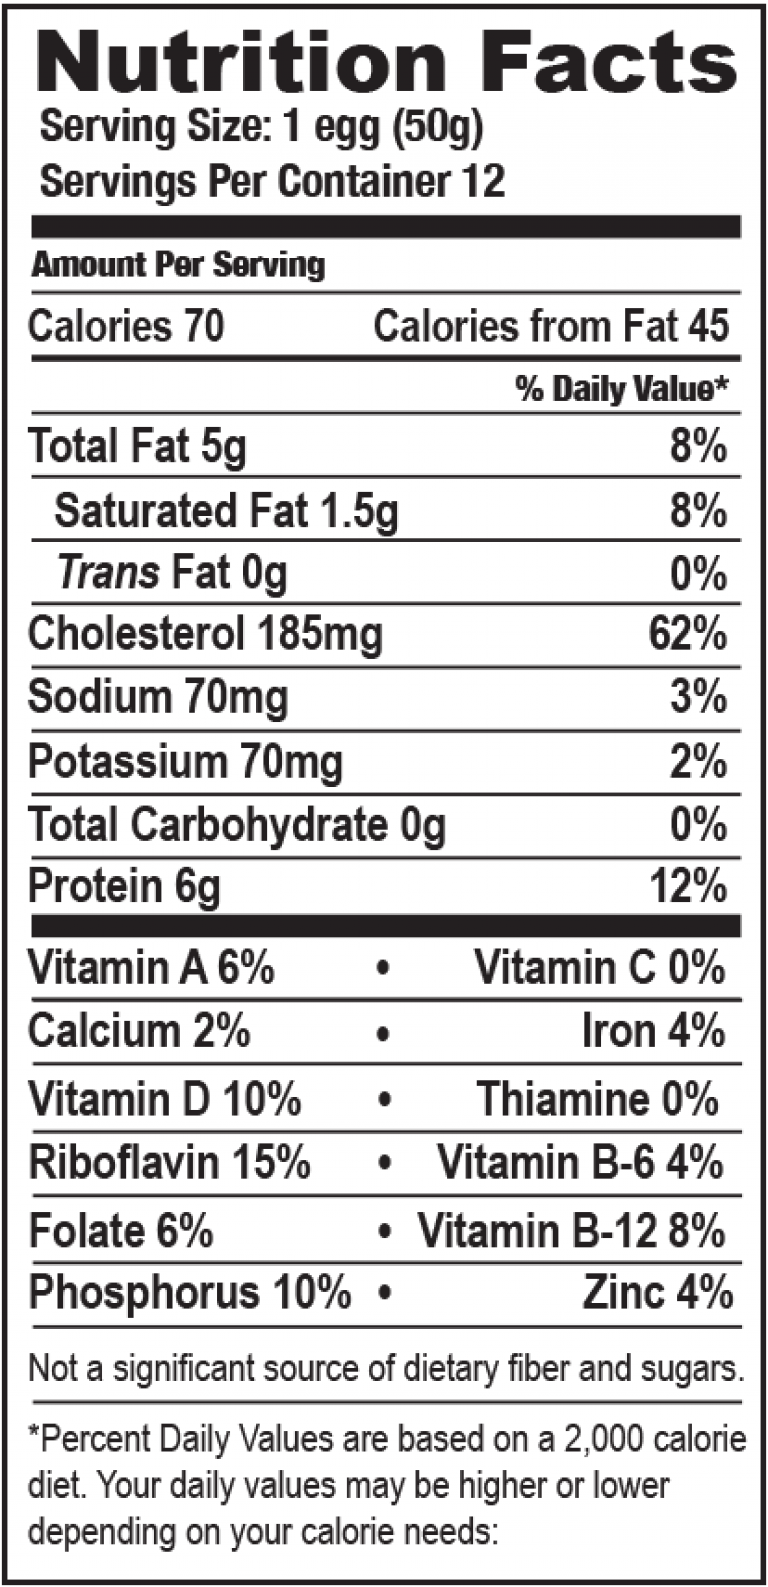 Nutrition Facts
Serving Size: 1 egg (50g)
Servings Per Container 12
Amount Per Serving
Calories 70 Calories from Fat 45
% Daily Value*
Total Fat 5g 8%
Saturated Fat 1.5g 8%
Trans Fat 0g 0%
Cholesterol 185mg 62%
Sodium 70mg 3%
Potassium 70mg 2%
Total Carbohydrate 0g 0%
Protein 6g 12%
Vitamin A 6% • Vitamin C 0%
Calcium 2% • Iron 4%
Vitamin D 10% • Thiamine 0%
Riboflavin 15% • Vitamin B-6 4%
Folate 6% • Vitamin B-12 8%
Phosphorus 10% • Zinc 4%
Not a significant source of dietary fiber and sugars.
*Percent Daily Values are based on a 2,000 calorie
diet. Your daily values may be higher or lower
depending on your calorie needs: